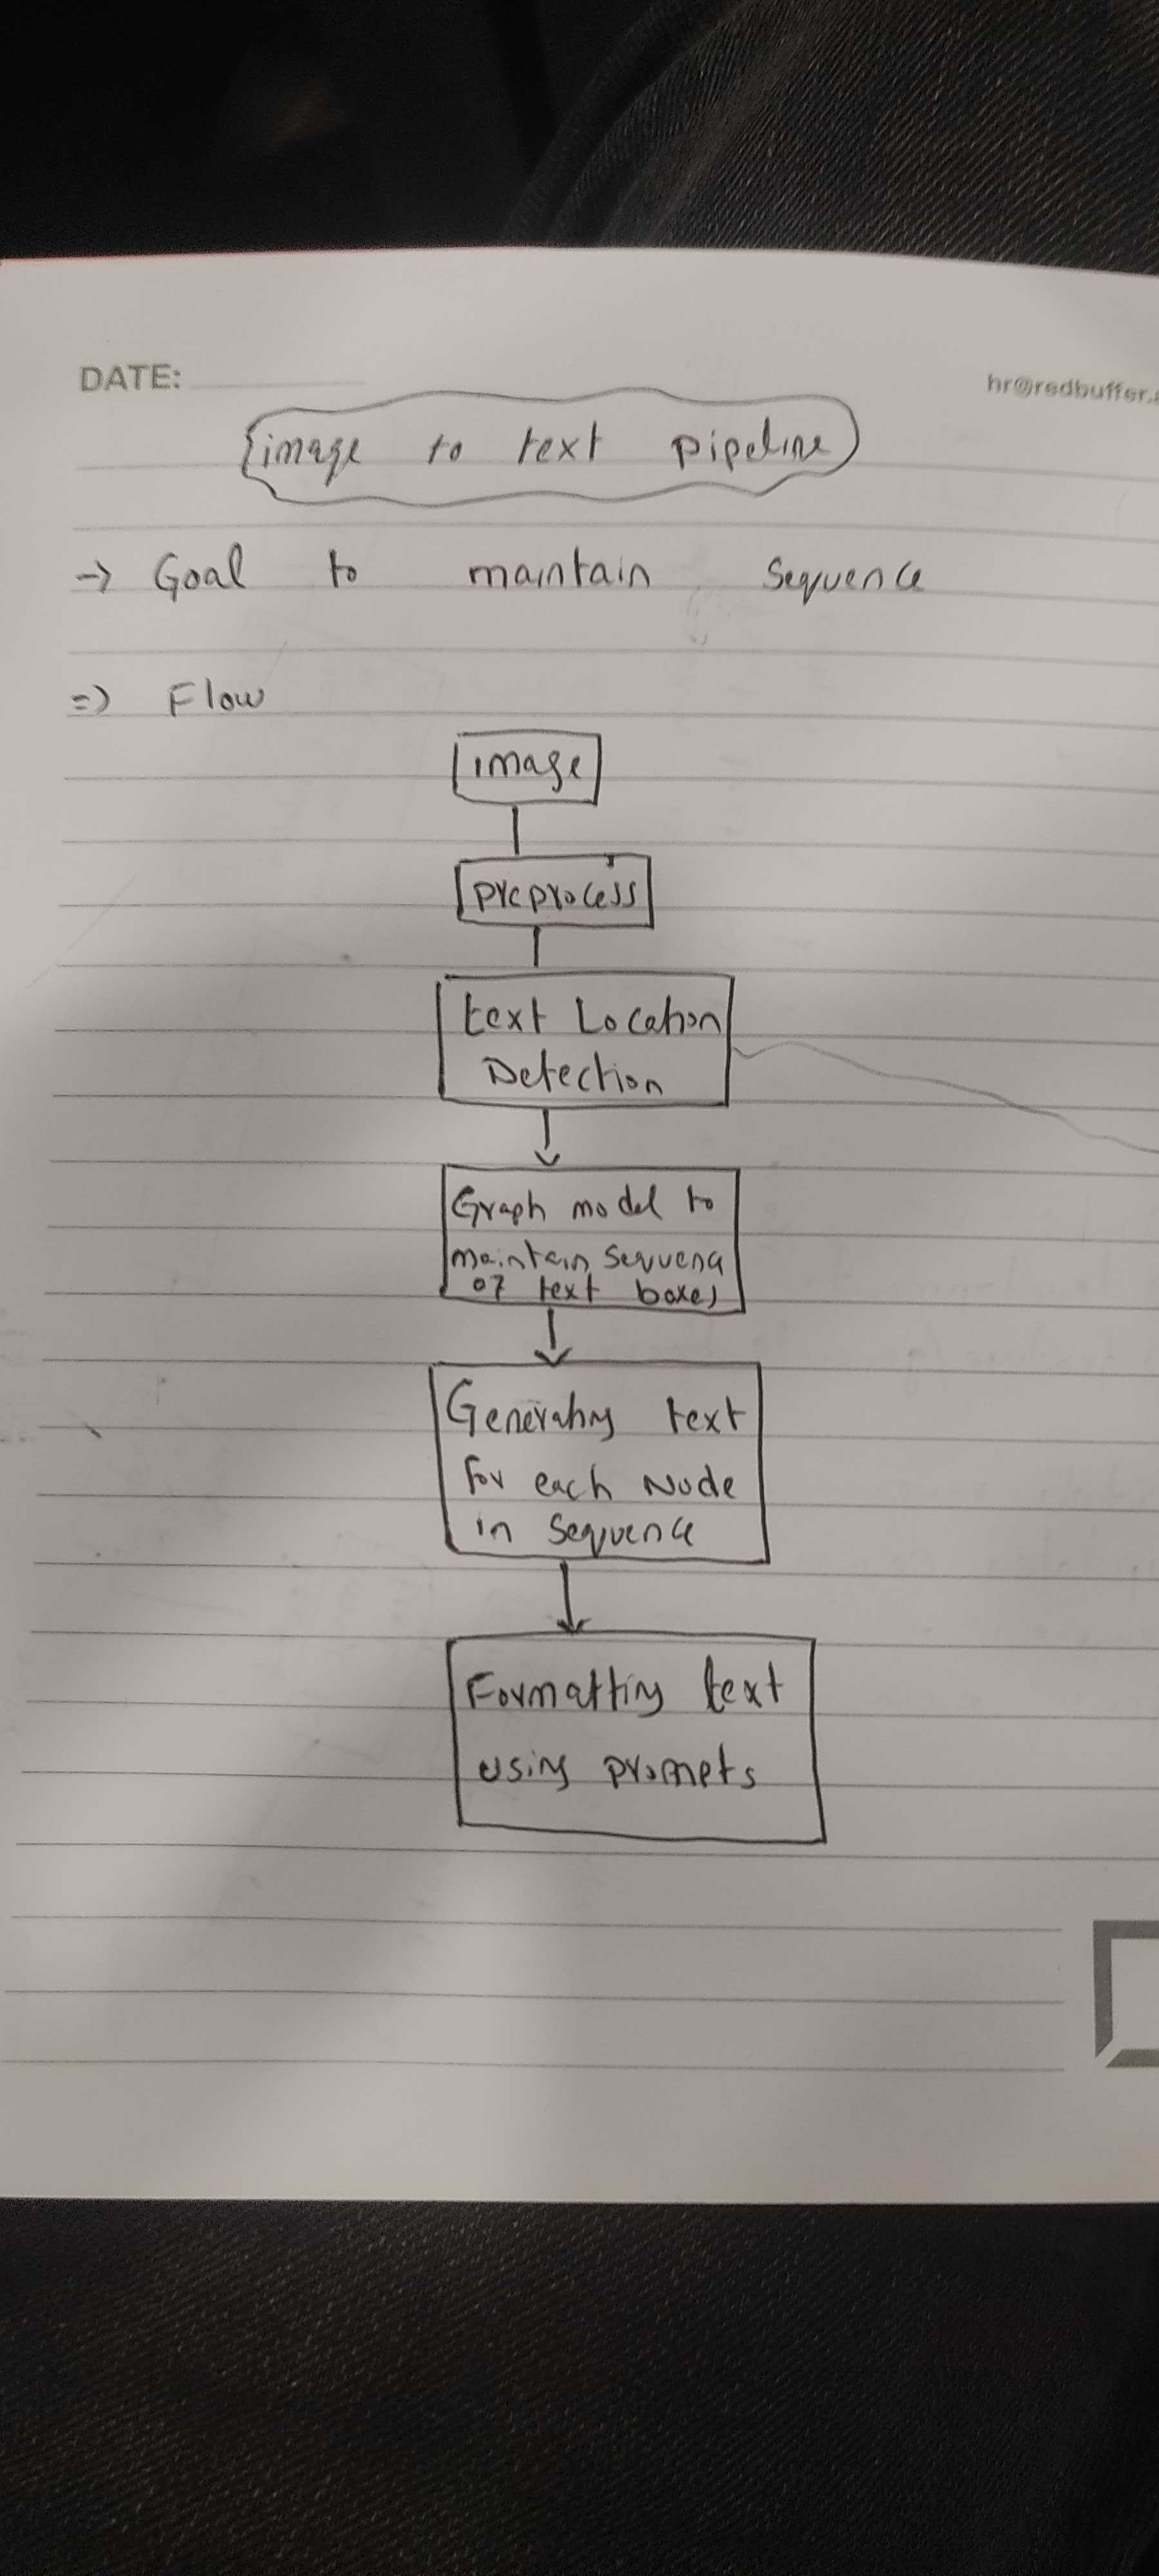 DATE:
hr@redbuffer.
image to text pipeline
→ Goal to maintain sequence
⇒ Flow
image
preprocess
text Location
Detection
Graph model to
maintain sequence
of text boxes
Generating text
for each Node
in sequence
Formatting text
using prompts